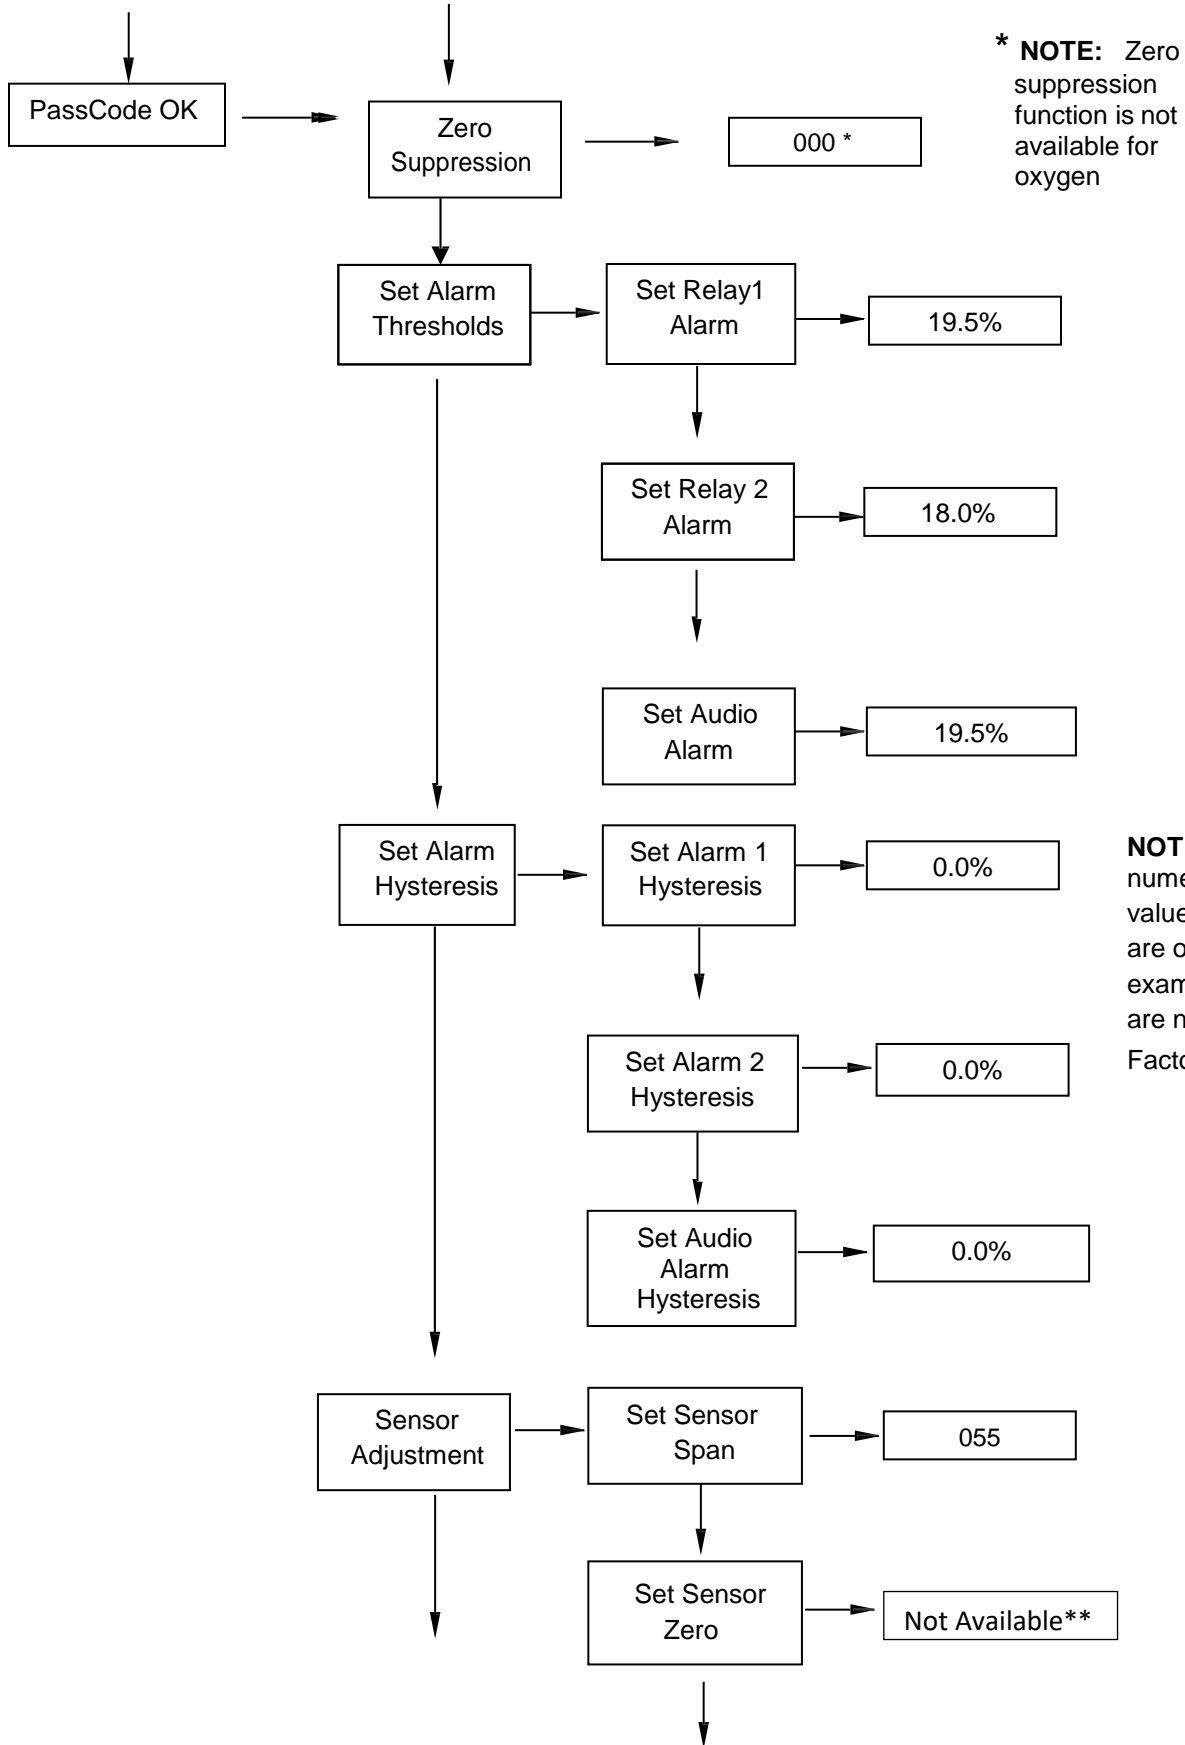 * NOTE: Zero
suppression
function is not
available for
oxygen
PassCode OK
Zero
Suppression
000 *
Set Alarm
Thresholds
Set Relay1
Alarm
19.5%
Set Relay 2
Alarm
18.0%
Set Audio
Alarm
19.5%
Set Alarm
Hysteresis
Set Alarm 1
Hysteresis
0.0%
are
are
Set Alarm 2
Hysteresis
0.0%
Set Audio
Alarm
Hysteresis
0.0%
Sensor
Adjustment
Set Sensor
Span
055
Set Sensor
Zero
Not Available**